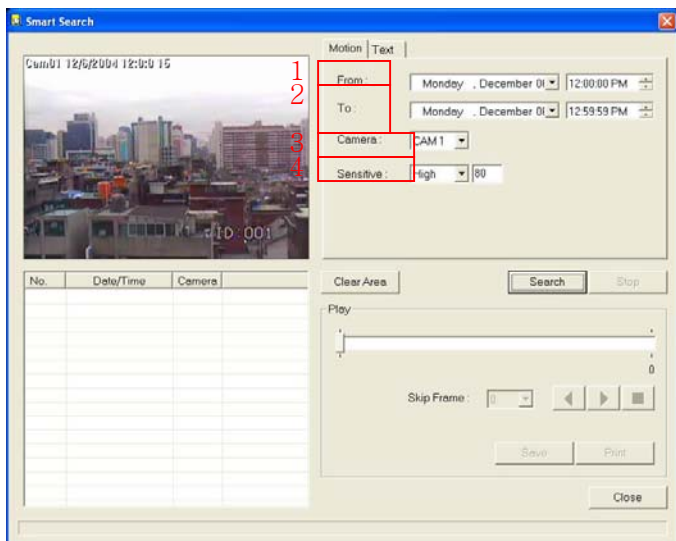 Smart Search
Motion Text
Cam01 12/6/2004 12:0:0 15
1 From : Monday , December 0 12:00:00 PM
2
To : Monday , December 0 12:59:59 PM
3 Camera : CAM 1
4 Sensitive : High 80
ID:001
No. Date/Time Camera
Clear Area Search Stop
Play
0
Skip Frame : 0
Save Print
Close